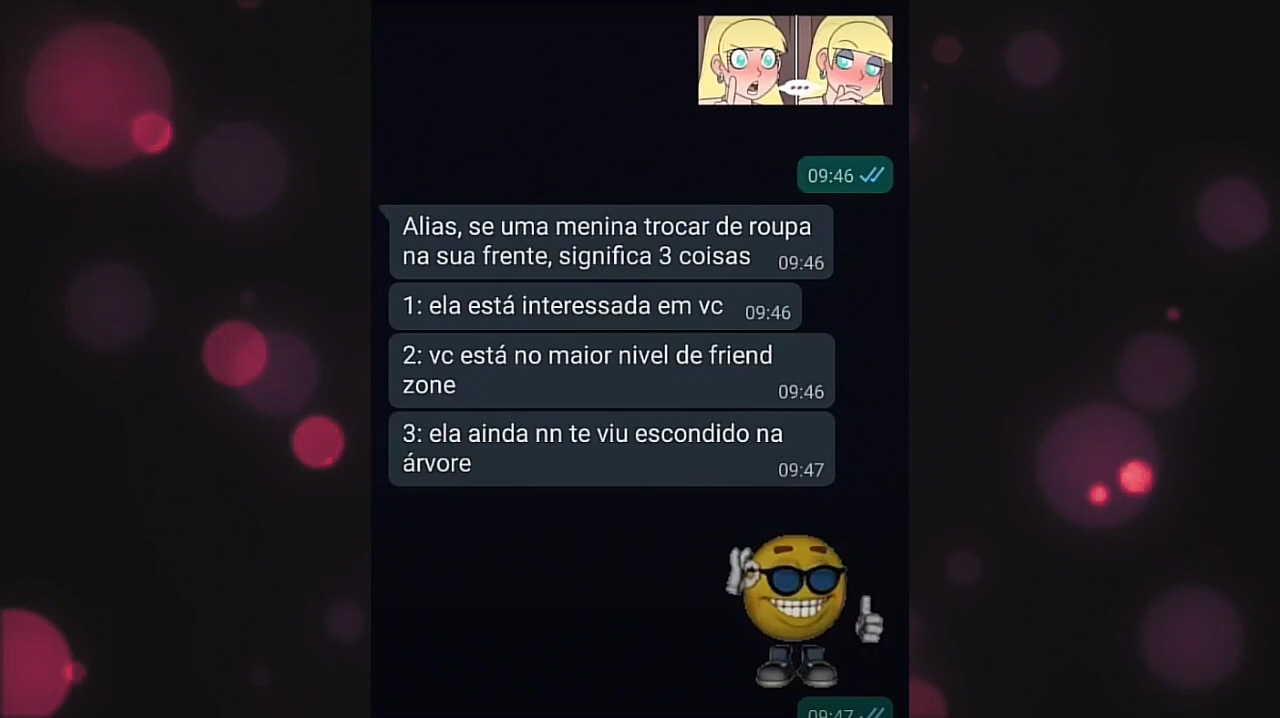 ...
09:46
Alias, se uma menina trocar de roupa
na sua frente, significa 3 coisas 09:46
1: ela está interessada em vc 09:46
2: vc está no maior nivel de friend
zone 09:46
3: ela ainda nn te viu escondido na
árvore 09:47
09:47